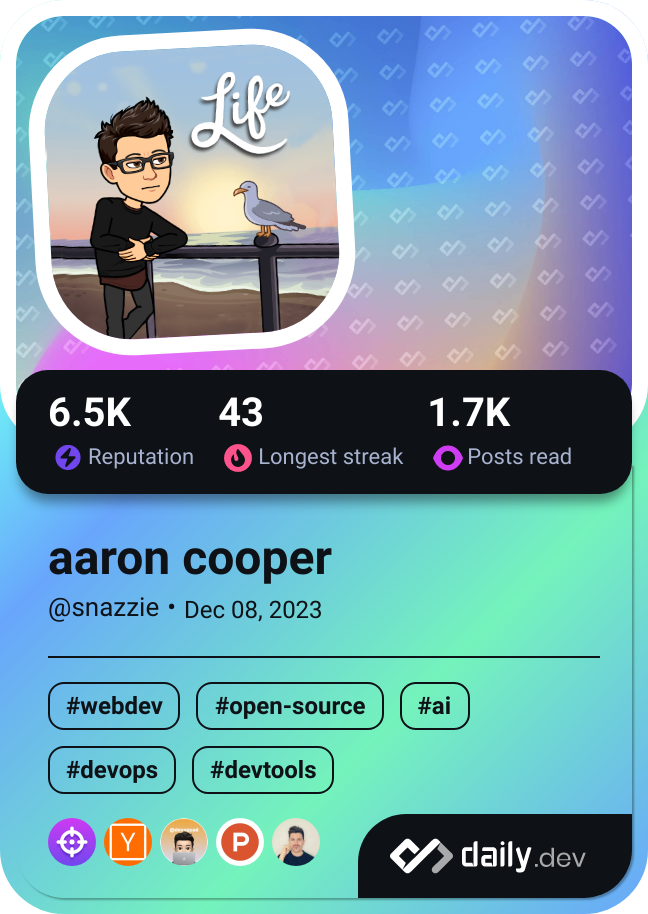 Life
6.5K 43 1.7K
Reputation Longest streak Posts read
aaron cooper
@snazzie • Dec 08, 2023
#webdev #open-source #ai
#devops #devtools
Y P
daily.dev